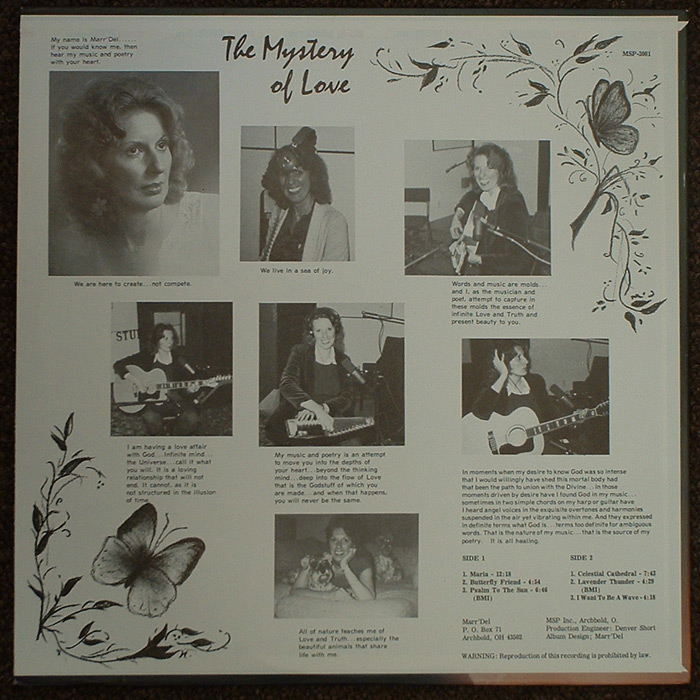 My name is Marr'Del......
if you would know me, then
hear my music and poetry
with your heart.
The Mystery
of Love
MSP-2001
We are here to create...not compete.
We live in a sea of joy.
Words and music are molds...
and I, as the musician and
poet, attempt to capture in
these molds the essence of
infinite Love and Truth and
present beauty to you.
STU
I am having a love affair
with God...Infinite mind...
the Universe...call it what
you will. It is a loving
relationship that will not
end. It cannot, as it is
not structured in the illusion
of time.
My music and poetry is an attempt
to move you into the depths of
your heart...beyond the thinking
mind...deep into the flow of Love
that is the Godstuff of which you
are made...and when that happens,
you will never be the same.
In moments when my desire to know God was so intense
that I would willingly have shed this mortal body had
that been the path to union with the Divine...in those
moments driven by desire have I found God in my music...
sometimes in two simple chords on my harp or guitar have
I heard angel voices in the exquisite overtones and harmonies
suspended in the air yet vibrating within me. And they expressed
in definite terms what God is...terms too definite for ambiguous
words. That is the nature of my music...that is the source of my
poetry. It is all healing.
SIDE 1
1. Maria - 12:18
2. Butterfly Friend - 4:54
3. Psalm To The Sun - 6:46
(BMI)
SIDE 2
1. Celestial Cathedral - 7:43
2. Lavender Thunder - 4:29
(BMI)
3. I Want To Be A Wave - 4:18
All of nature teaches me of
Love and Truth...especially the
beautiful animals that share
life with me.
Marr'Del
P. O. Box 71
Archbold, OH 43502
MSP Inc., Archbold, O.
Production Engineer: Denver Short
Album Design; Marr'Del
WARNING: Reproduction of this recording is prohibited by law.